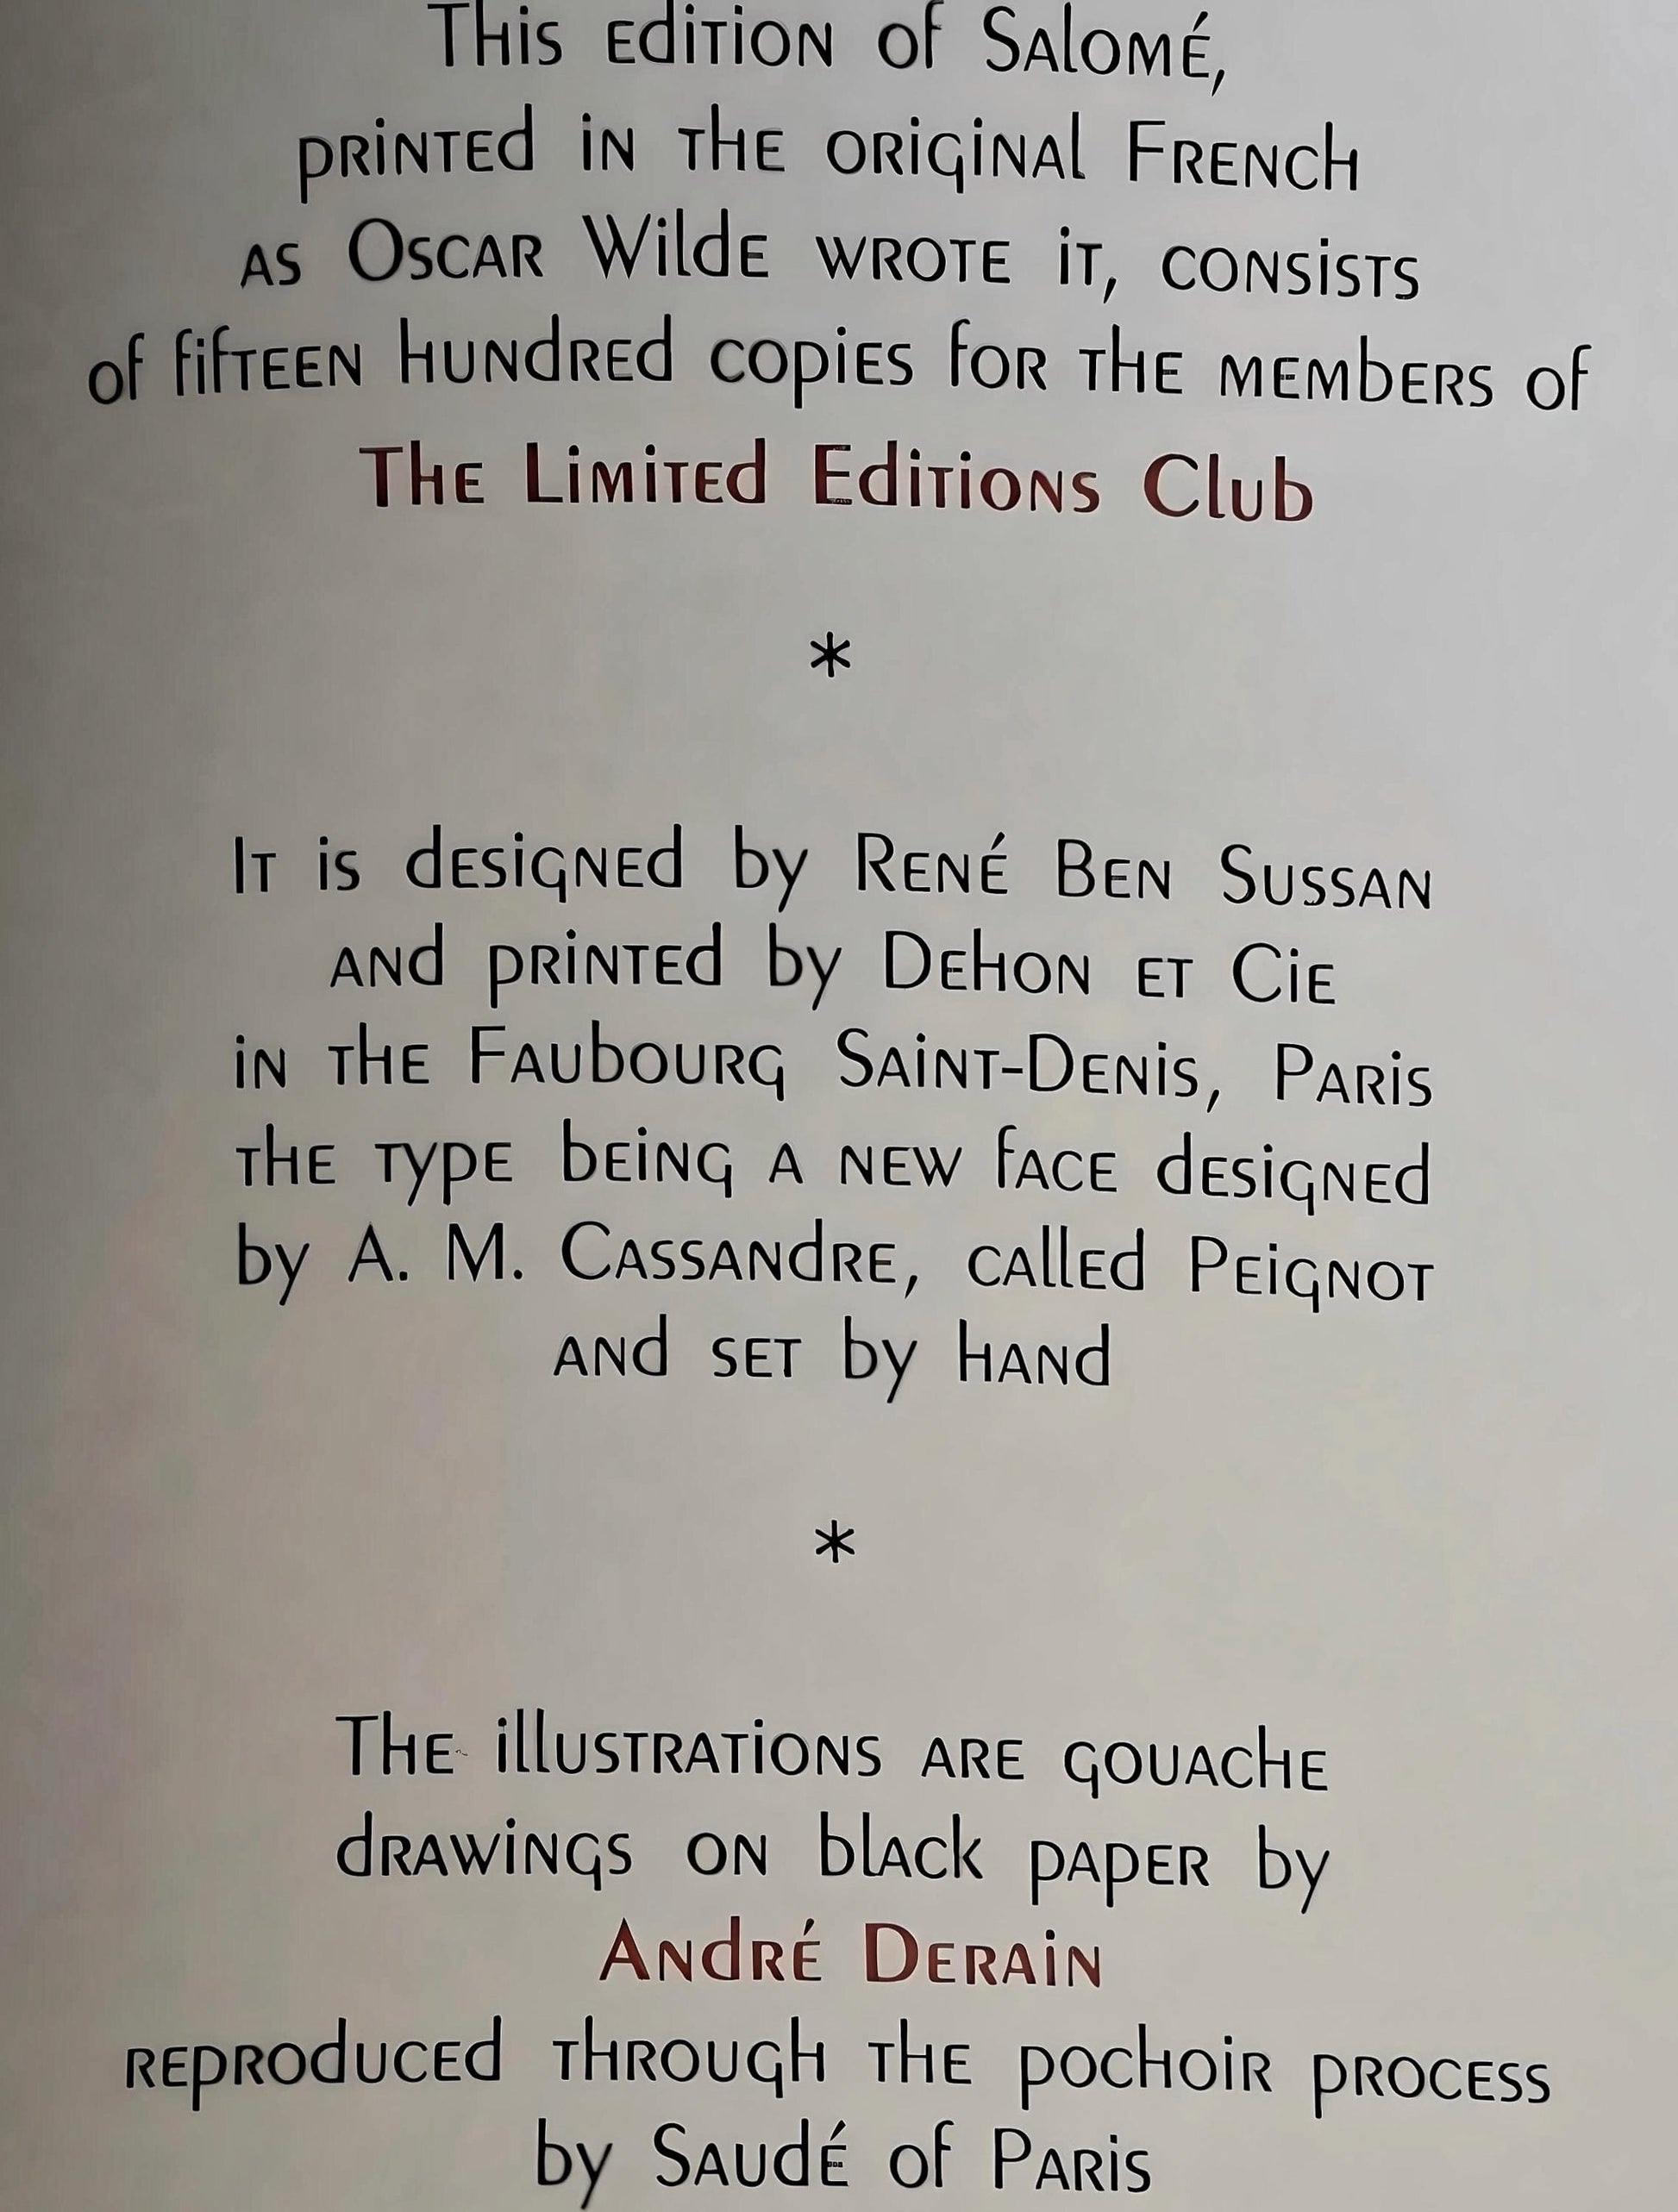 This edition of Salomé,
printed in the original French
as Oscar Wilde wrote it, consists
of fifteen hundred copies for the members of
The Limited Editions Club
*
It is designed by René Ben Sussan
and printed by Dehon et Cie
in the Faubourg Saint-Denis, Paris
the type being a new face designed
by A. M. Cassandre, called Peignot
and set by hand
*
The illustrations are gouache
drawings on black paper by
André Derain
reproduced through the pochoir process
by Saudé of Paris